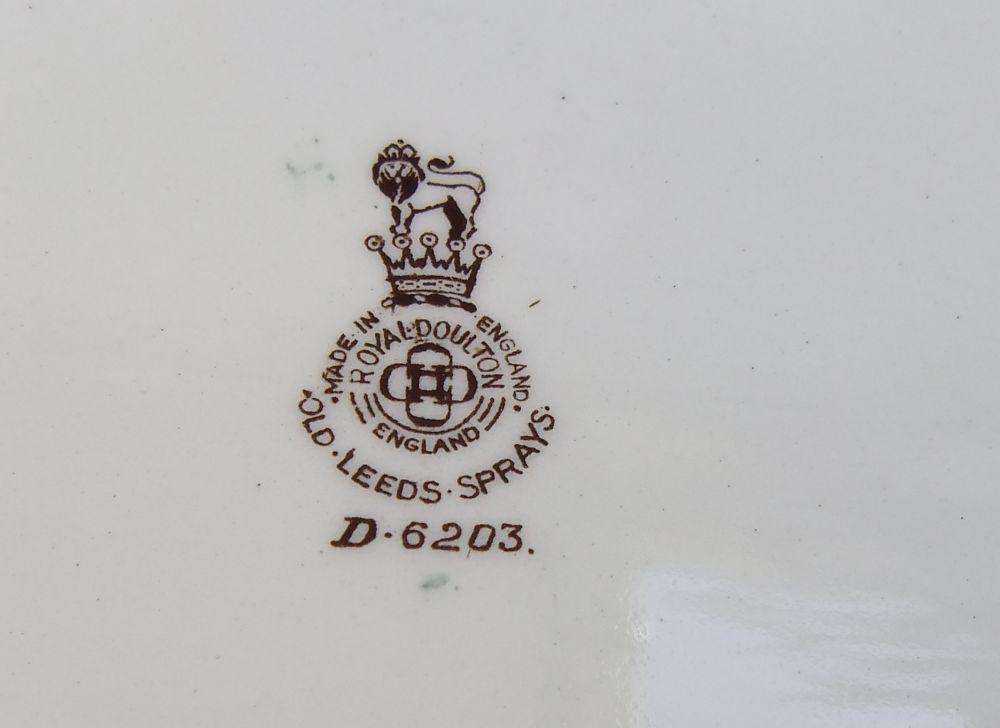 ·MADE·IN ENGLAND·
ROYAL DOULTON
ENGLAND
OLD·LEEDS·SPRAYS·
D·6203.